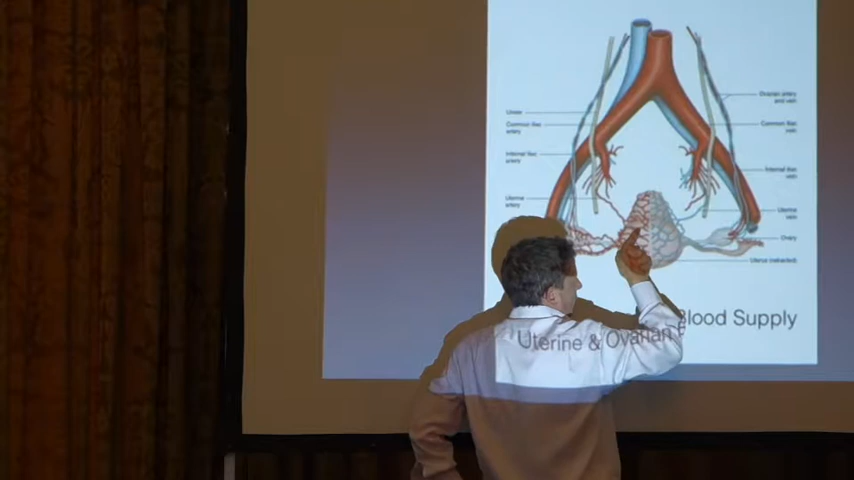 Ureter
Common iliac
artery
Internal iliac
artery
Uterine
artery
Ovarian artery
and vein
Common iliac
vein
Internal iliac
vein
Uterine
vein
Ovary
Uterus (retracted)
Uterine & Ovarian Blood Supply